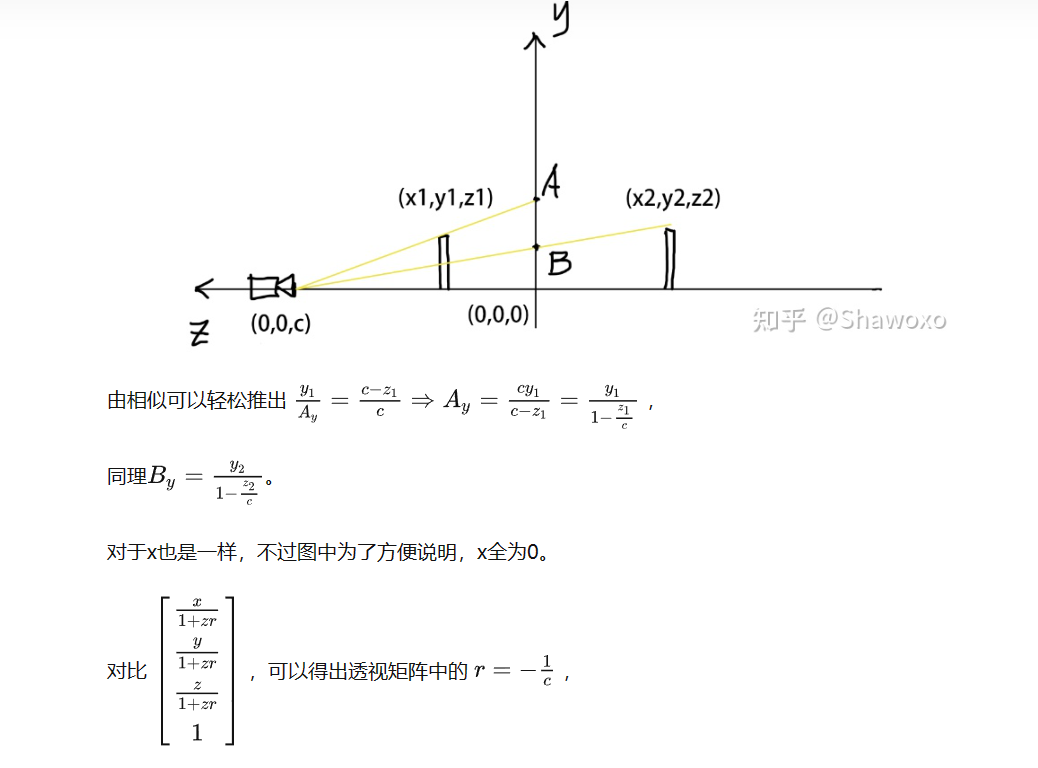 y
A
(x1,y1,z1)
(x2,y2,z2)
B
z
(0,0,c)
(0,0,0)
知乎 @Shawoxo
由相似可以轻松推出 \frac{y_1}{A_y} = \frac{c-z_1}{c} ⇒ A_y = \frac{cy_1}{c-z_1} = \frac{y_1}{1-\frac{z_1}{c}} ，
同理B_y = \frac{y_2}{1-\frac{z_2}{c}}。
对于x也是一样，不过图中为了方便说明，x全为0。
对比 \begin{bmatrix} \frac{x}{1+zr} \\ \frac{y}{1+zr} \\ \frac{z}{1+zr} \\ 1 \end{bmatrix} ，可以得出透视矩阵中的 r = -\frac{1}{c} ，